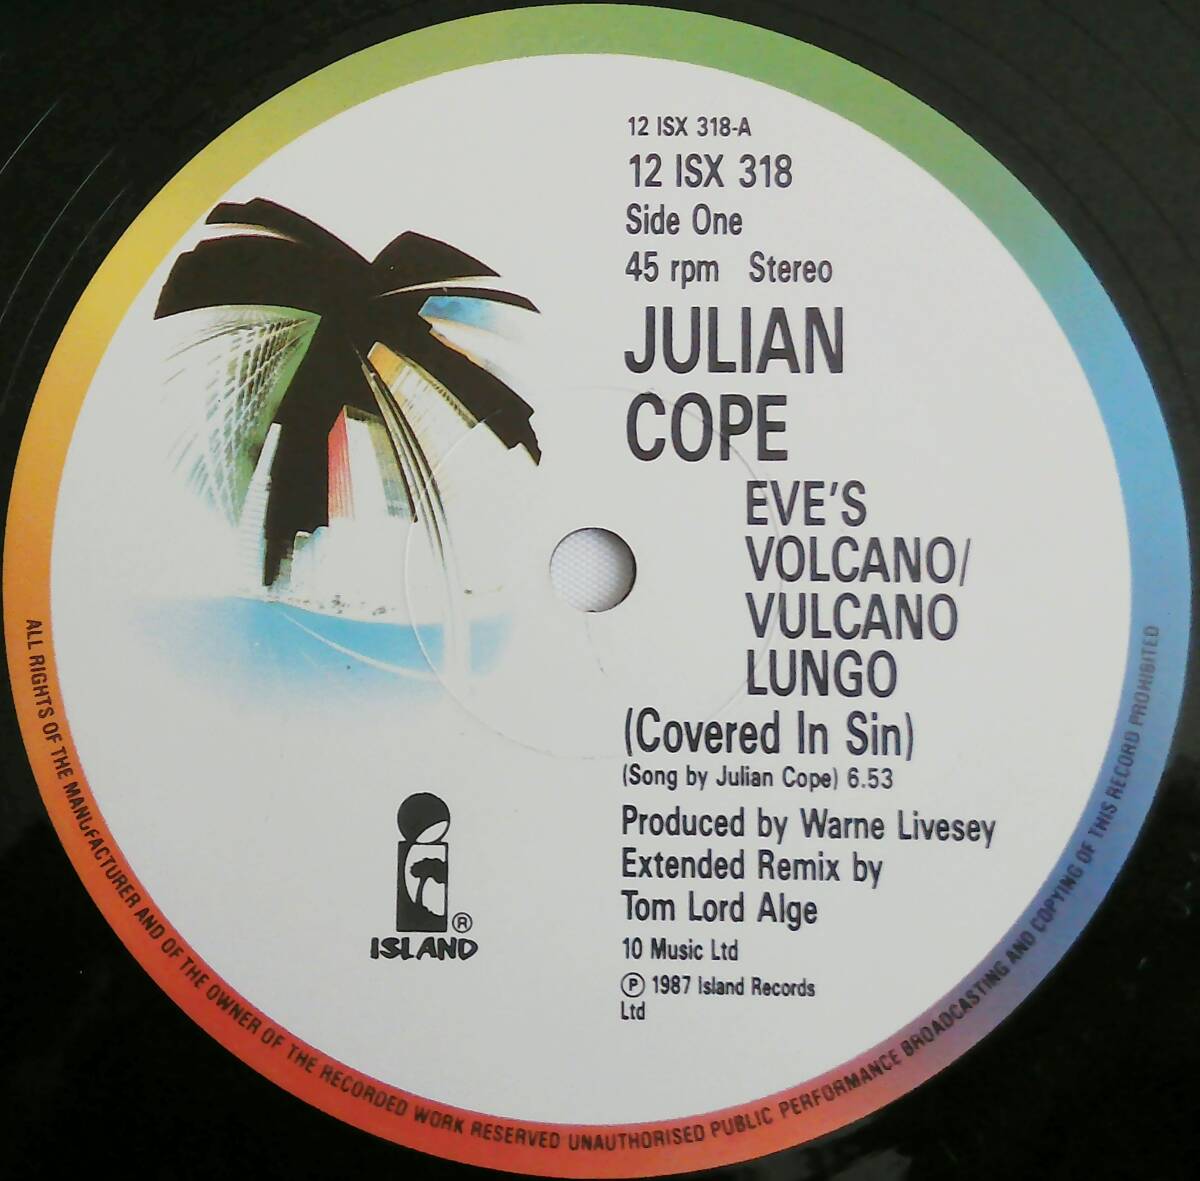 12 ISX 318-A
12 ISX 318
Side One
45 rpm Stereo
JULIAN
COPE
EVE'S
VOLCANO/
VULCANO
LUNGO
(Covered In Sin)
(Song by Julian Cope) 6.53
Produced by Warne Livesey
Extended Remix by
Tom Lord Alge
10 Music Ltd
Ⓟ 1987 Island Records
Ltd
®
ISLAND
ALL RIGHTS OF THE MANUFACTURER AND OF THE OWNER OF THE RECORDED WORK RESERVED UNAUTHORISED PUBLIC PERFORMANCE BROADCASTING AND COPYING OF THIS RECORD PROHIBITED